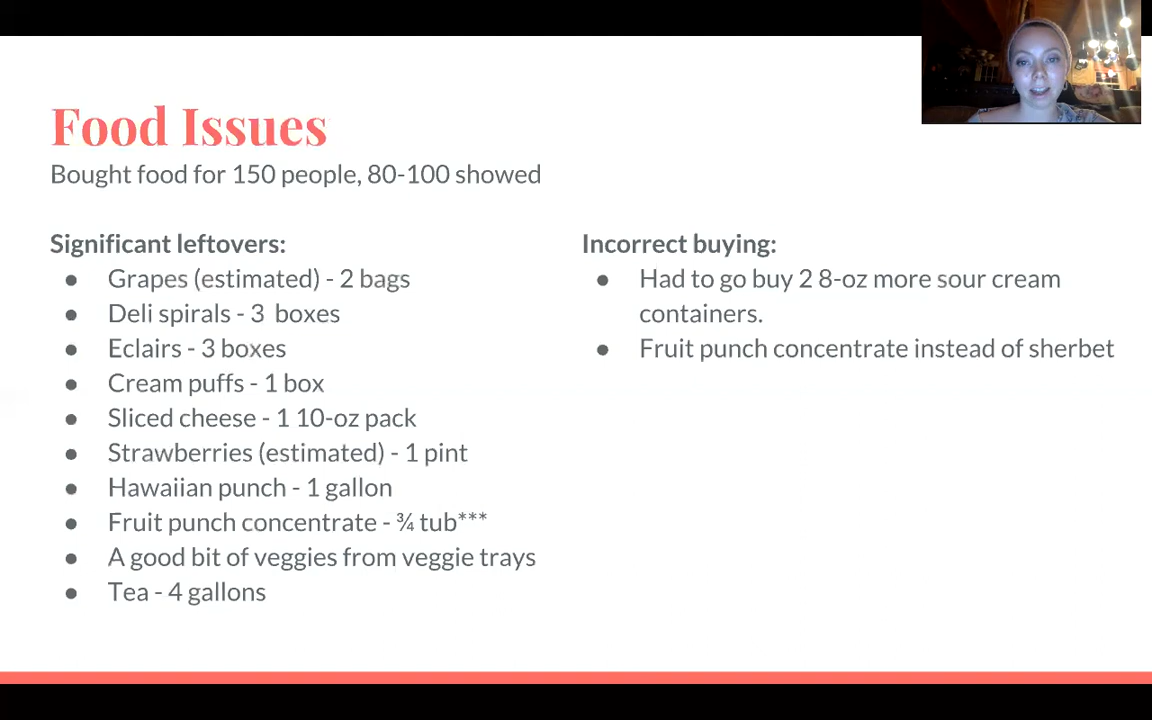 Food Issues
Bought food for 150 people, 80-100 showed
Significant leftovers:
● Grapes (estimated) - 2 bags
● Deli spirals - 3 boxes
● Eclairs - 3 boxes
● Cream puffs - 1 box
● Sliced cheese - 1 10-oz pack
● Strawberries (estimated) - 1 pint
● Hawaiian punch - 1 gallon
● Fruit punch concentrate - ¾ tub***
● A good bit of veggies from veggie trays
● Tea - 4 gallons
Incorrect buying:
● Had to go buy 2 8-oz more sour cream
containers.
● Fruit punch concentrate instead of sherbet